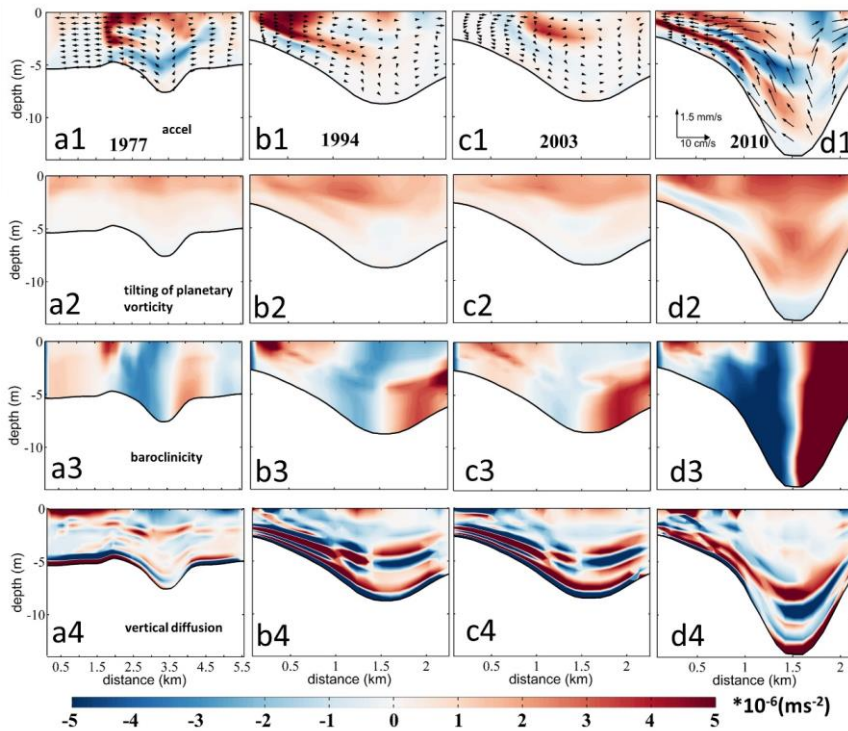 depth (m)
0
-5
-10
a1
1977
accel
b1
1994
c1
2003
1.5 mm/s
10 cm/s
2010
d1
depth (m)
0
-5
-10
a2
tilting of planetary
vorticity
b2
c2
d2
depth (m)
0
-5
-10
a3
baroclinicity
b3
c3
d3
depth (m)
0
-5
-10
a4
vertical diffusion
b4
c4
d4
0.5 1.5 2.5 3.5 4.5 5.5
0.5 1 1.5 2
0.5 1 1.5 2
0.5 1 1.5 2
distance (km)
distance (km)
distance (km)
distance (km)
-5 -4 -3 -2 -1 0 1 2 3 4 5
*10⁻⁶(ms⁻²)